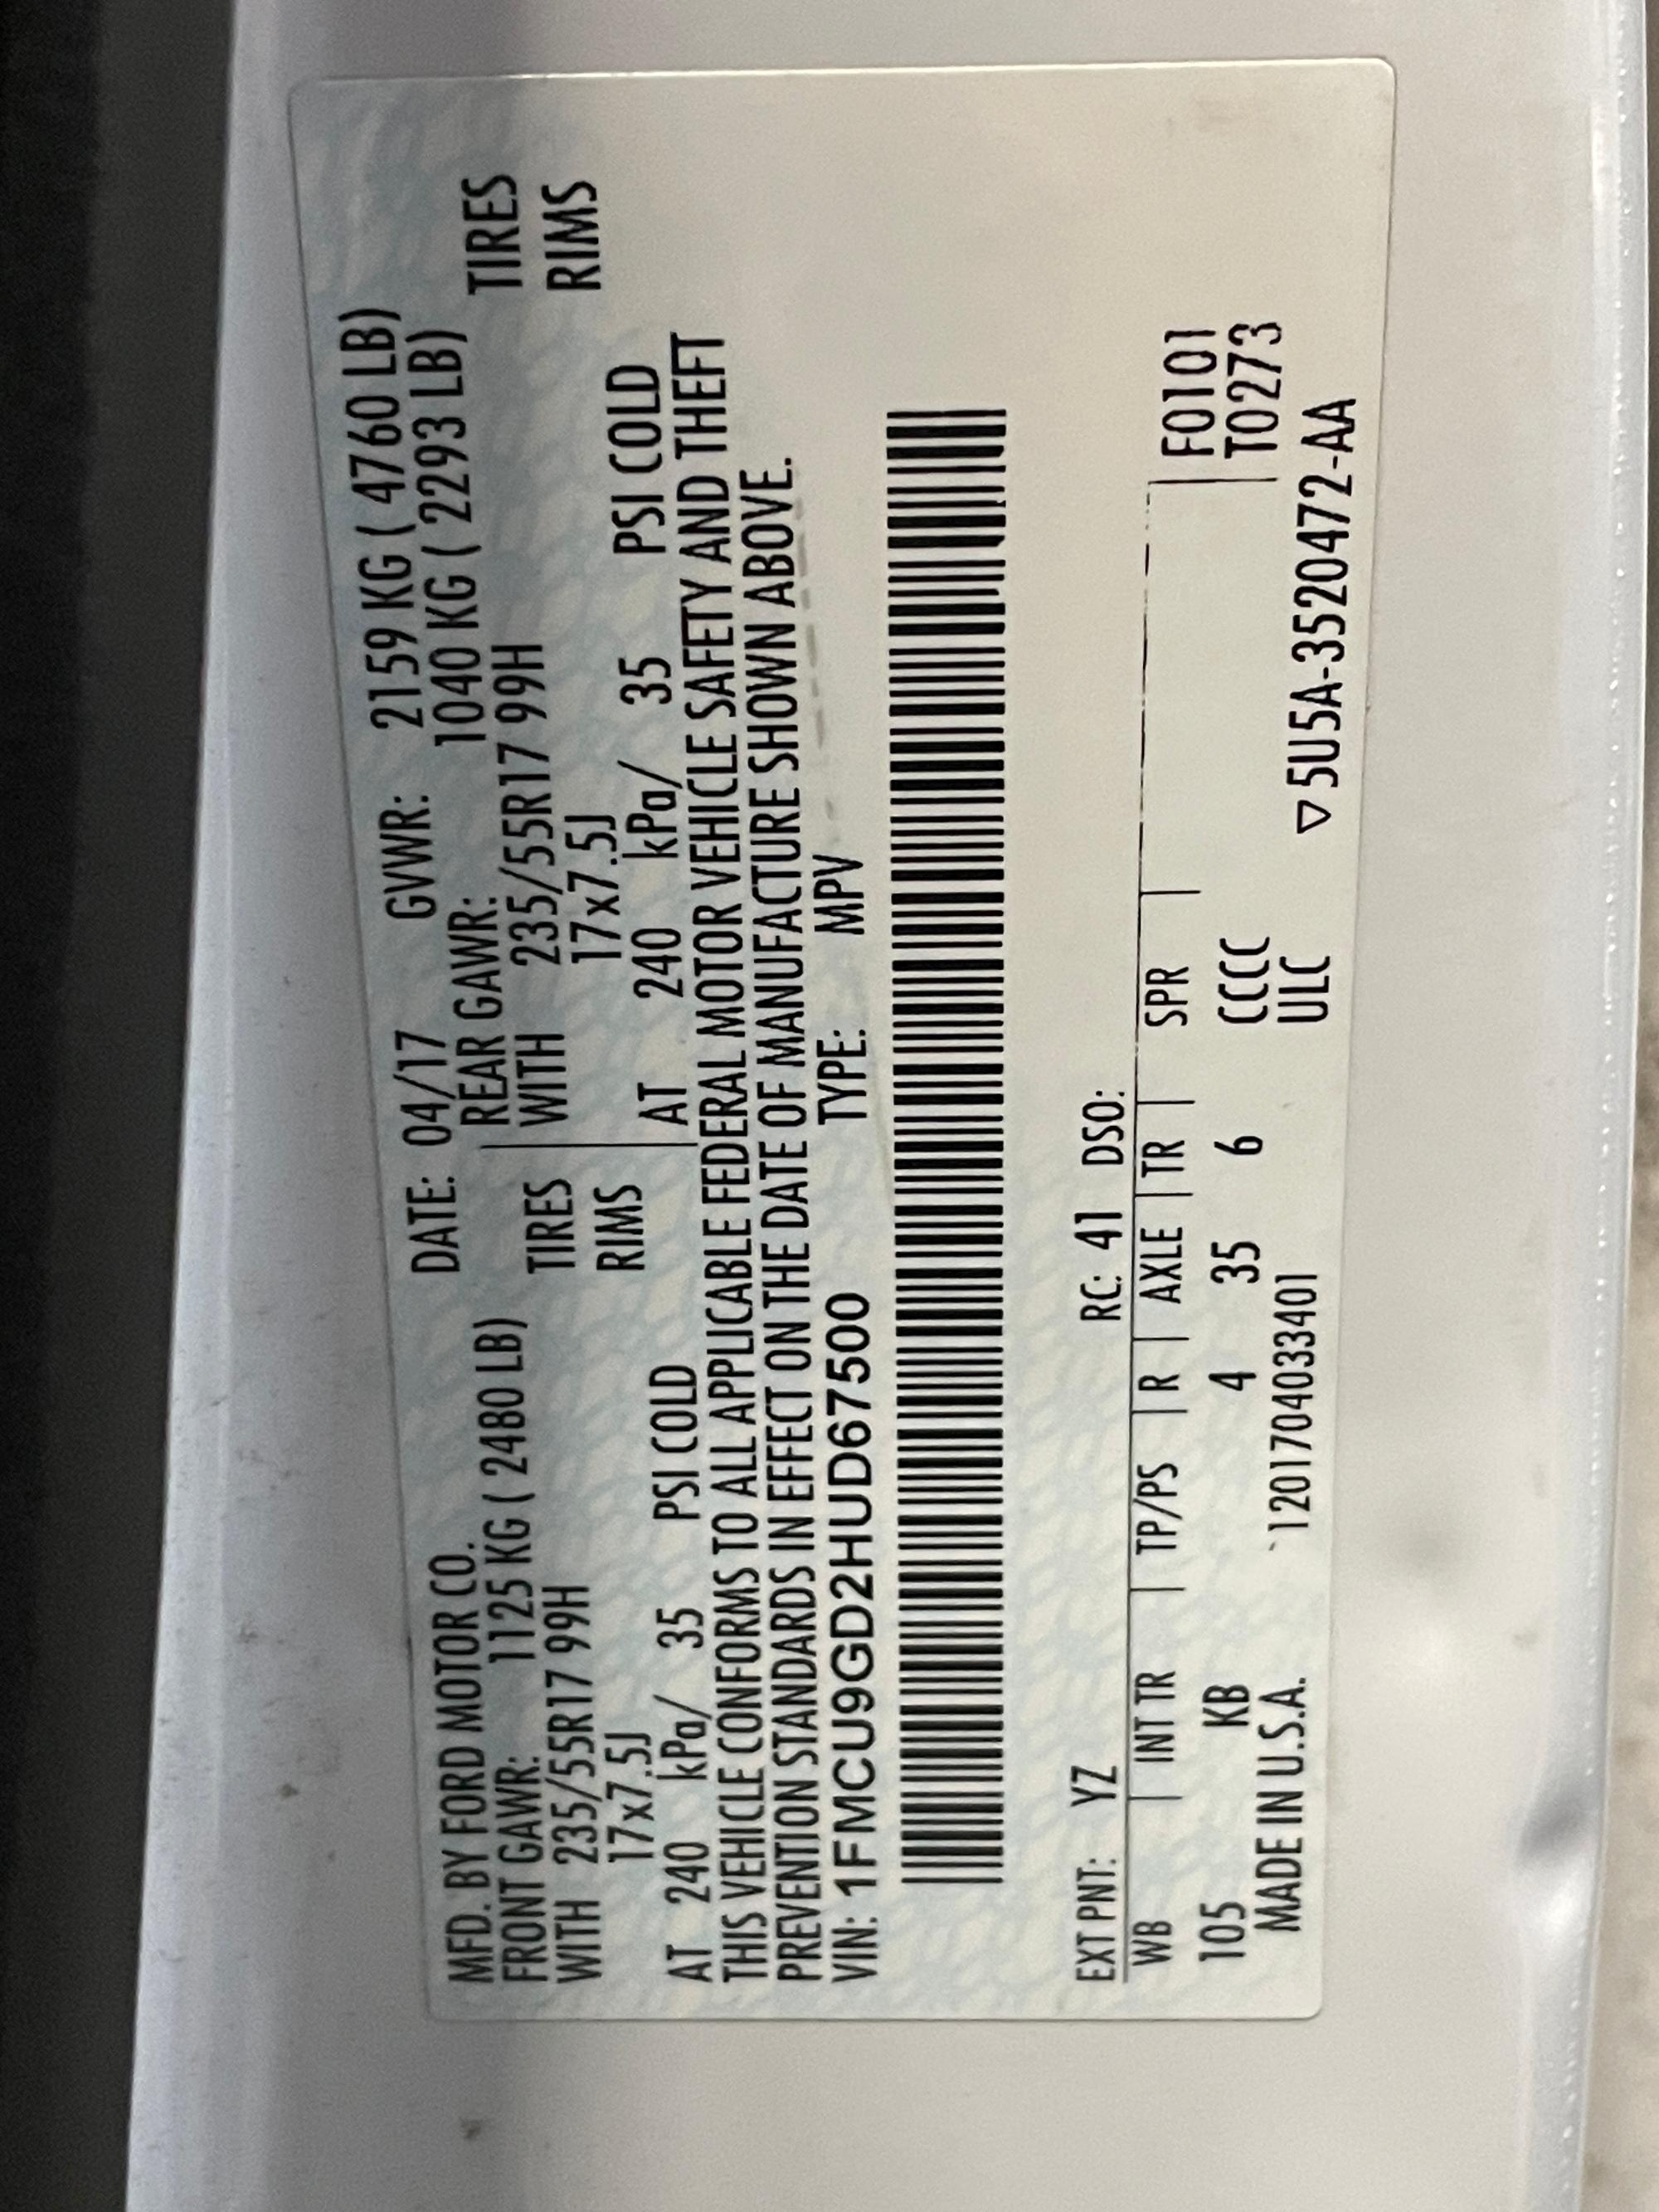 MFD. BY FORD MOTOR CO. DATE: 04/17 GVWR: 2159 KG ( 4760 LB)
FRONT GAWR: 1125 KG ( 2480 LB) REAR GAWR: 1040 KG ( 2293 LB)
WITH 235/55R17 99H TIRES WITH 235/55R17 99H TIRES
17x7.5J RIMS 17x7.5J RIMS
AT 240 kPa/ 35 PSI COLD AT 240 kPa/ 35 PSI COLD
THIS VEHICLE CONFORMS TO ALL APPLICABLE FEDERAL MOTOR VEHICLE SAFETY AND THEFT
PREVENTION STANDARDS IN EFFECT ON THE DATE OF MANUFACTURE SHOWN ABOVE.
VIN: 1FMCU9GD2HUD67500 TYPE: MPV
EXT PNT: YZ RC: 41 DSO:
WB | INT TR | TP/PS | R | AXLE | TR | SPR | F0101
105 KB 4 35 6 CCCC T0273
MADE IN U.S.A. 1201704033401 ULC ▽5U5A-3520472-AA